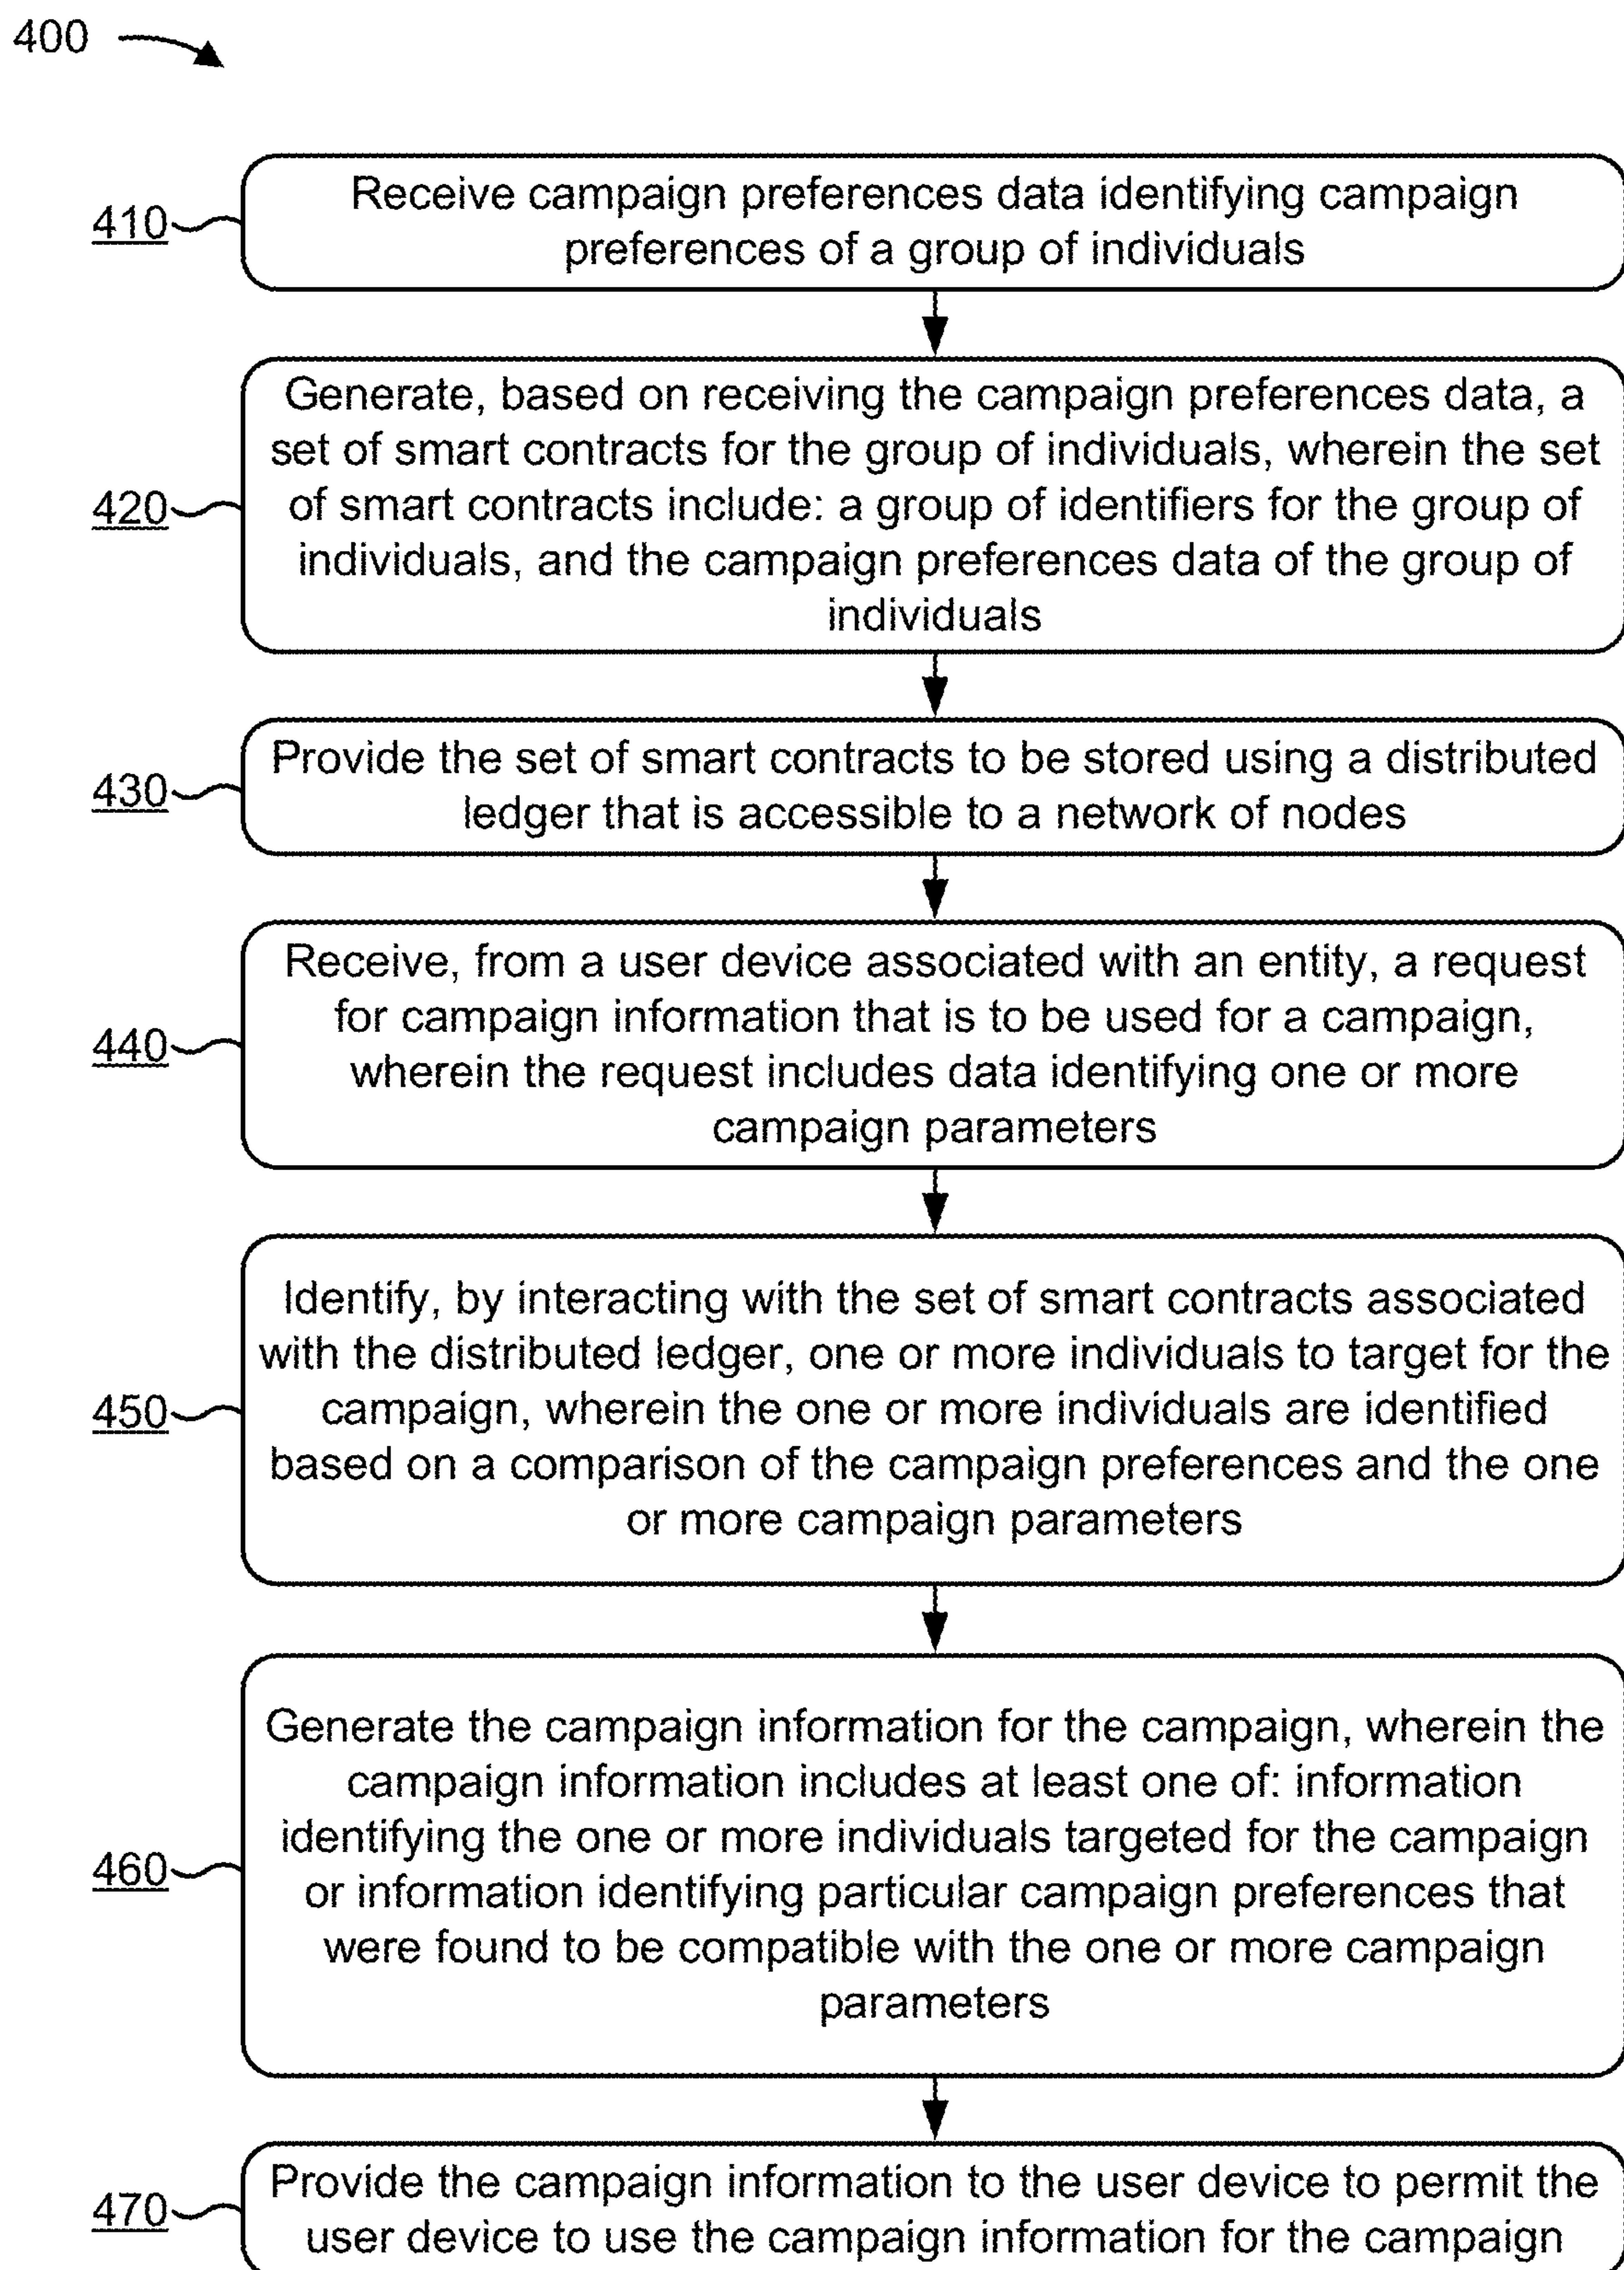 400
410
Receive campaign preferences data identifying campaign
preferences of a group of individuals
420
Generate, based on receiving the campaign preferences data, a
set of smart contracts for the group of individuals, wherein the set
of smart contracts include: a group of identifiers for the group of
individuals, and the campaign preferences data of the group of
individuals
430
Provide the set of smart contracts to be stored using a distributed
ledger that is accessible to a network of nodes
440
Receive, from a user device associated with an entity, a request
for campaign information that is to be used for a campaign,
wherein the request includes data identifying one or more
campaign parameters
450
Identify, by interacting with the set of smart contracts associated
with the distributed ledger, one or more individuals to target for the
campaign, wherein the one or more individuals are identified
based on a comparison of the campaign preferences and the one
or more campaign parameters
460
Generate the campaign information for the campaign, wherein the
campaign information includes at least one of: information
identifying the one or more individuals targeted for the campaign
or information identifying particular campaign preferences that
were found to be compatible with the one or more campaign
parameters
470
Provide the campaign information to the user device to permit the
user device to use the campaign information for the campaign